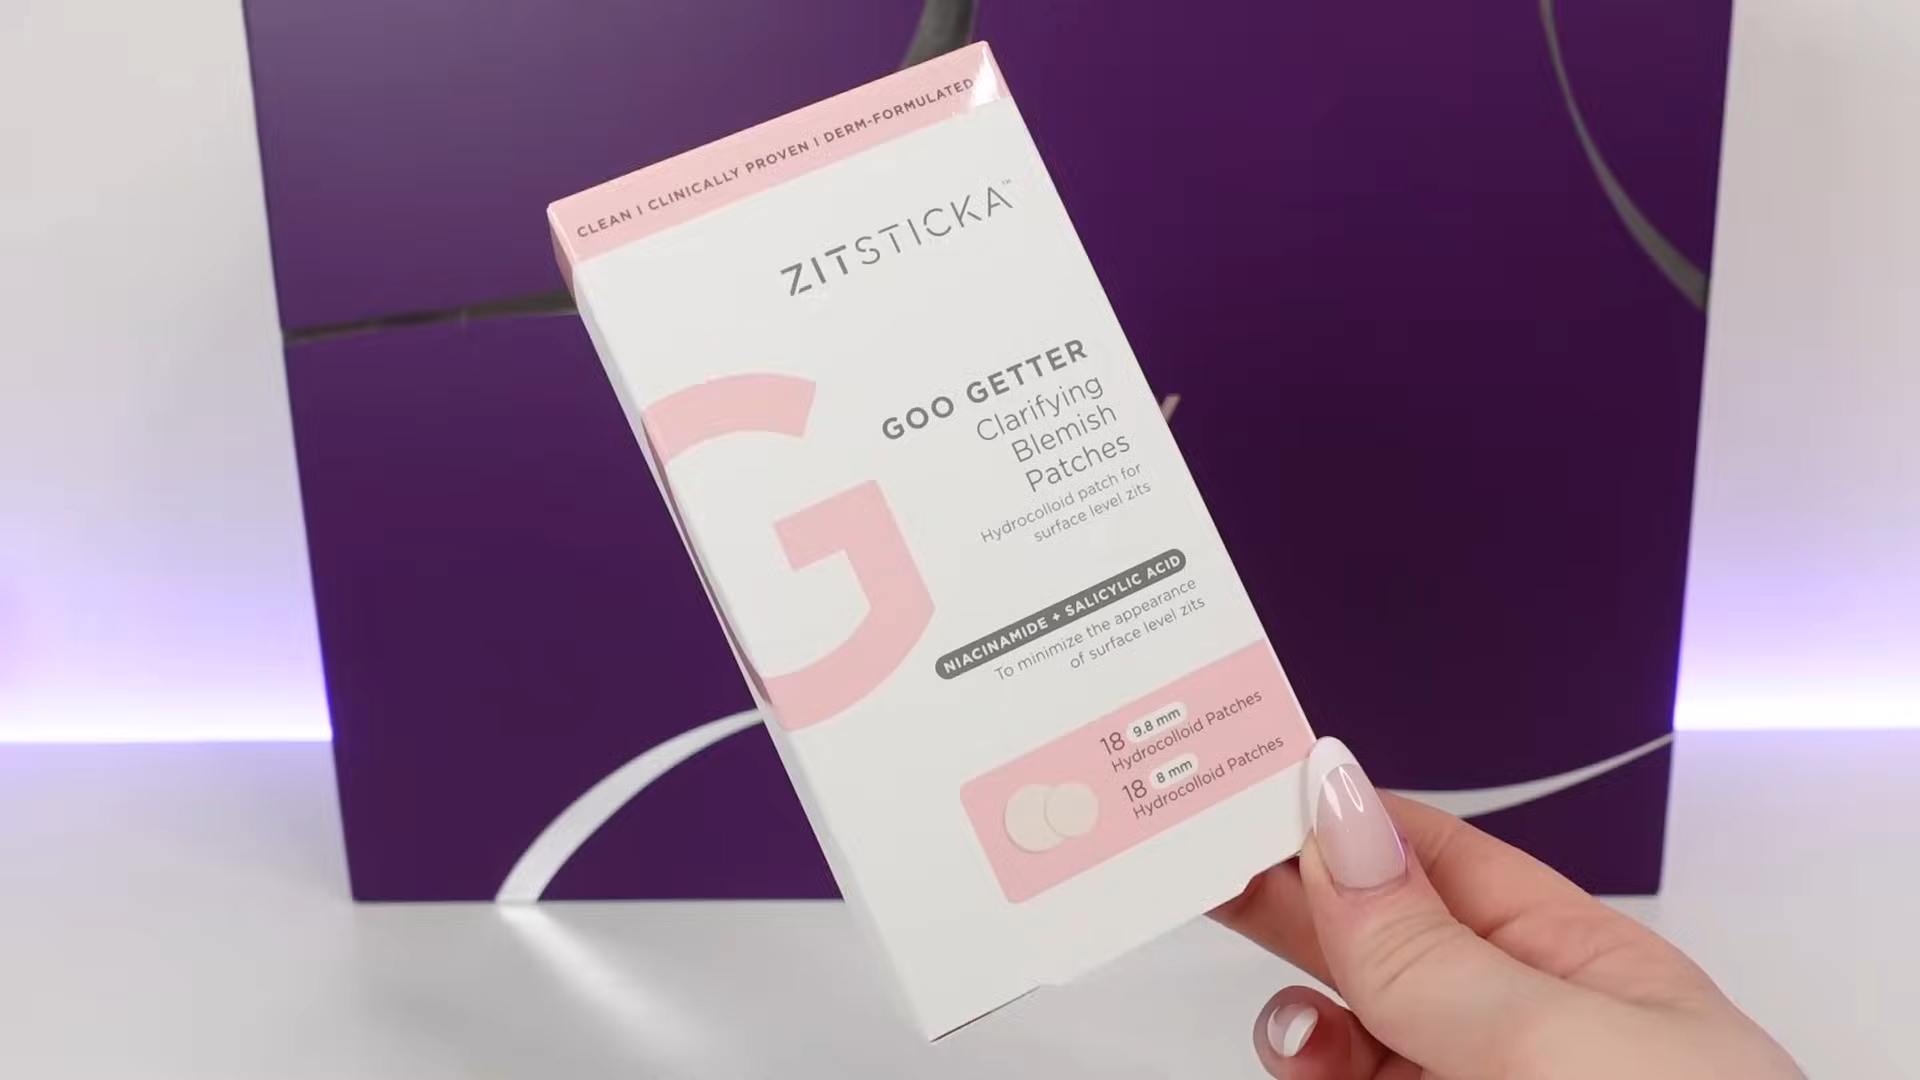 CLEAN | CLINICALLY PROVEN | DERM-FORMULATED
ZITSTICKA™
G
GOO GETTER
Clarifying
Blemish
Patches
Hydrocolloid patch for
surface level zits
NIACINAMIDE + SALICYLIC ACID
To minimize the appearance
of surface level zits
18 9.8 mm
Hydrocolloid Patches
18 8 mm
Hydrocolloid Patches